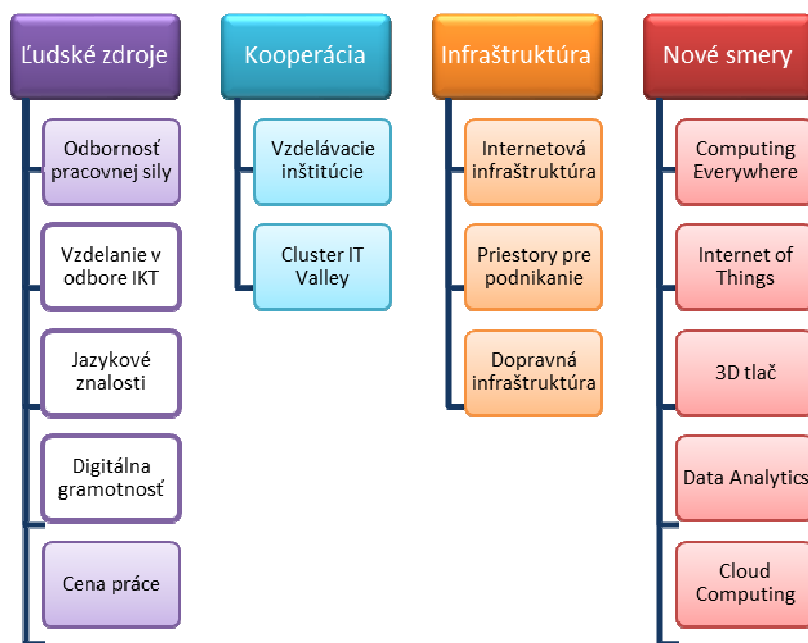 Ľudské zdroje
Odbornosť
pracovnej sily
Vzdelanie v
odbore IKT
Jazykové
znalosti
Digitálna
gramotnosť
Cena práce
Kooperácia
Vzdelávacie
inštitúcie
Cluster IT
Valley
Infraštruktúra
Internetová
infraštruktúra
Priestory pre
podnikanie
Dopravná
infraštruktúra
Nové smery
Computing
Everywhere
Internet of
Things
3D tlač
Data Analytics
Cloud
Computing